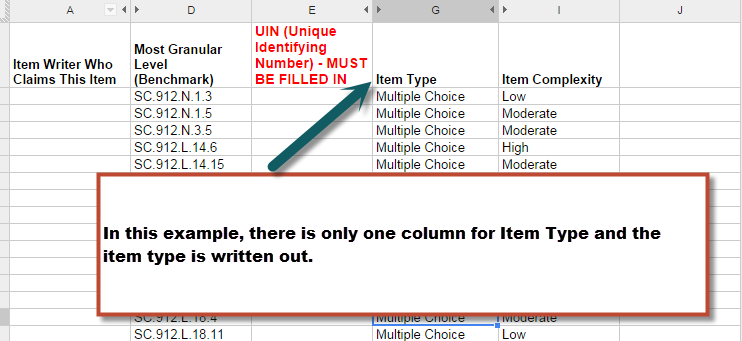 A D E G I J
UIN (Unique
Identifying
Number) - MUST
BE FILLED IN
Item Writer Who
Claims This Item
Most Granular
Level
(Benchmark)
Item Type
Item Complexity
SC.912.N.1.3 Multiple Choice Low
SC.912.N.1.5 Multiple Choice Moderate
SC.912.N.3.5 Multiple Choice Moderate
SC.912.L.14.6 Multiple Choice High
SC.912.L.14.15 Multiple Choice Moderate
In this example, there is only one column for Item Type and the
item type is written out.
SC.912.L.18.4 Multiple Choice Moderate
SC.912.L.18.11 Multiple Choice Low